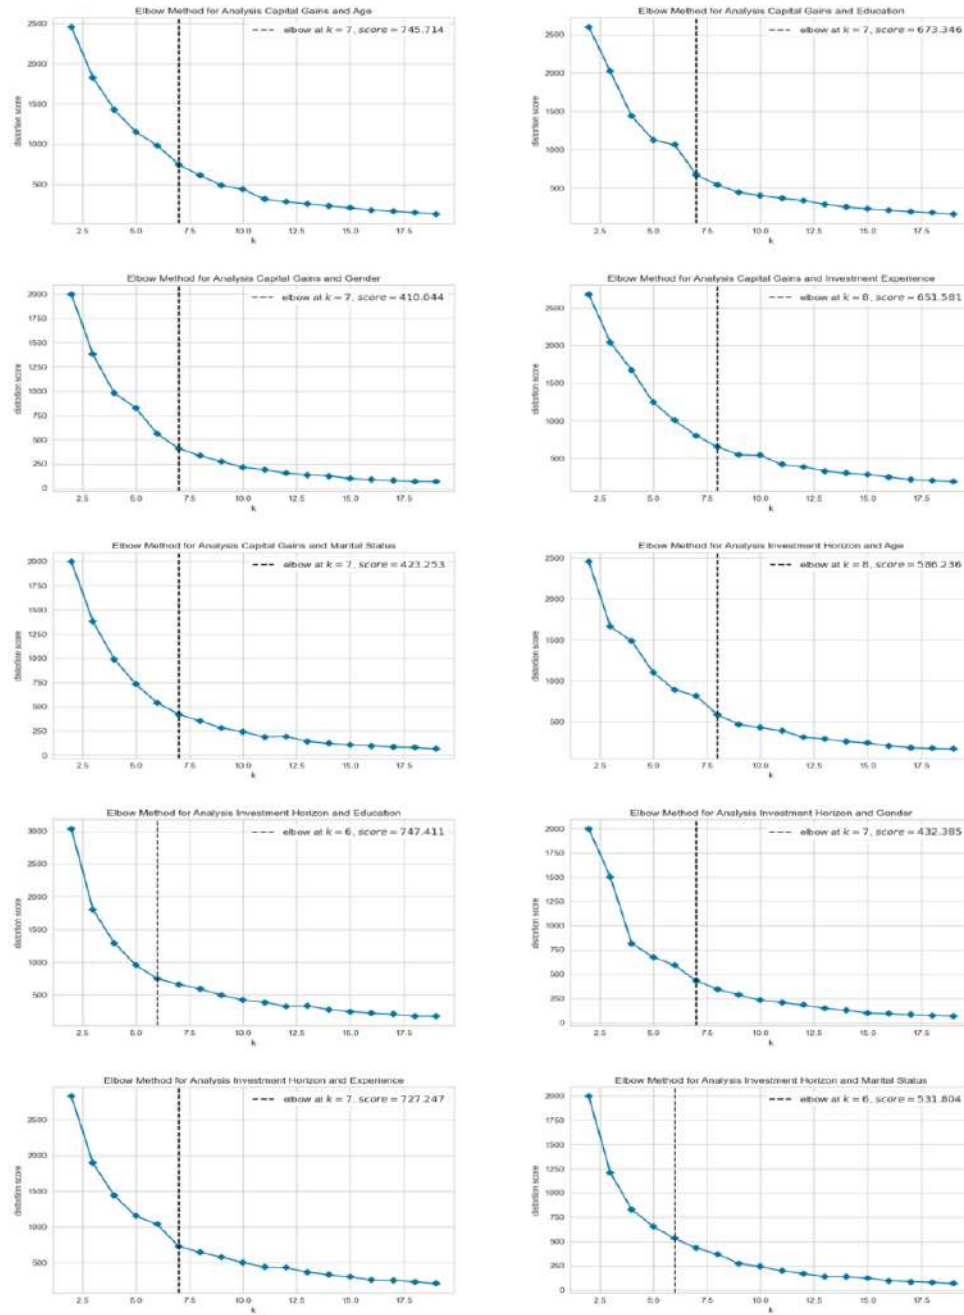 Elbow Method for Analysis Capital Gains and Age
elbow at k = 7, score = 745.714
2500
2000
1500
1000
500
distortion score
2.5 5.0 7.5 10.0 12.5 15.0 17.5
k
Elbow Method for Analysis Capital Gains and Education
elbow at k = 7, score = 673.346
2500
2000
1500
1000
500
distortion score
2.5 5.0 7.5 10.0 12.5 15.0 17.5
k
Elbow Method for Analysis Capital Gains and Gender
elbow at k = 7, score = 410.044
2000
1750
1500
1250
1000
750
500
250
0
distortion score
2.5 5.0 7.5 10.0 12.5 15.0 17.5
k
Elbow Method for Analysis Capital Gains and Investment Experience
elbow at k = 8, score = 651.581
2500
2000
1500
1000
500
distortion score
2.5 5.0 7.5 10.0 12.5 15.0 17.5
k
Elbow Method for Analysis Capital Gains and Marital Status
elbow at k = 7, score = 423.253
2000
1750
1500
1250
1000
750
500
250
0
distortion score
2.5 5.0 7.5 10.0 12.5 15.0 17.5
k
Elbow Method for Analysis Investment Horizon and Age
elbow at k = 8, score = 586.236
2500
2000
1500
1000
500
distortion score
2.5 5.0 7.5 10.0 12.5 15.0 17.5
k
Elbow Method for Analysis Investment Horizon and Education
elbow at k = 6, score = 747.411
3000
2500
2000
1500
1000
500
distortion score
2.5 5.0 7.5 10.0 12.5 15.0 17.5
k
Elbow Method for Analysis Investment Horizon and Gender
elbow at k = 7, score = 432.385
2000
1750
1500
1250
1000
750
500
250
0
distortion score
2.5 5.0 7.5 10.0 12.5 15.0 17.5
k
Elbow Method for Analysis Investment Horizon and Experience
elbow at k = 7, score = 727.247
2500
2000
1500
1000
500
distortion score
2.5 5.0 7.5 10.0 12.5 15.0 17.5
k
Elbow Method for Analysis Investment Horizon and Marital Status
elbow at k = 6, score = 531.804
2000
1750
1500
1250
1000
750
500
250
0
distortion score
2.5 5.0 7.5 10.0 12.5 15.0 17.5
k